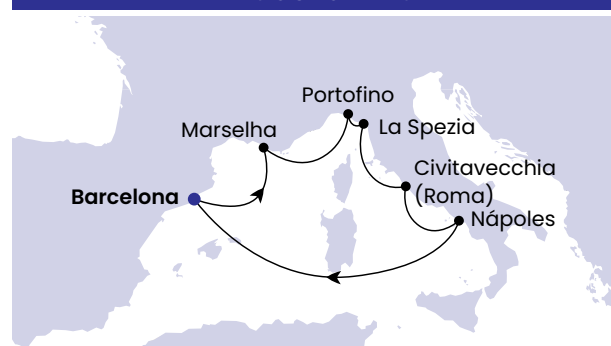 Portofino
Marselha
La Spezia
Civitavecchia
(Roma)
Barcelona
Nápoles